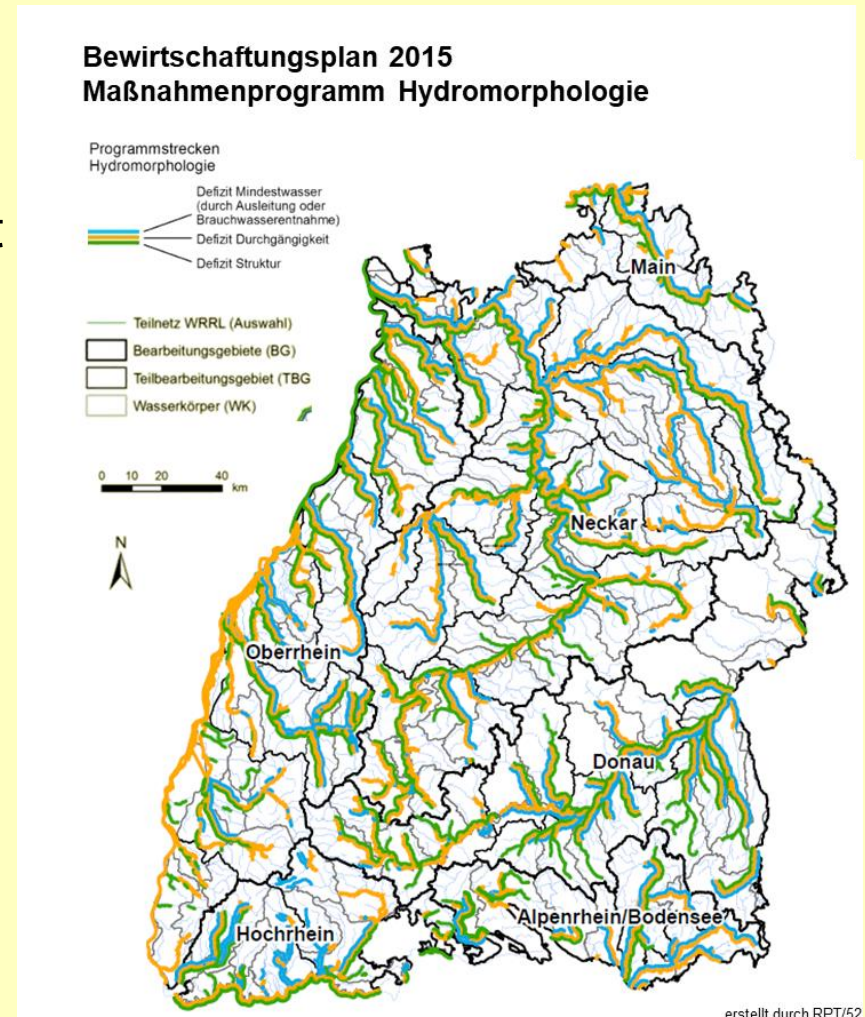 Bewirtschaftungsplan 2015
Maßnahmenprogramm Hydromorphologie
Programmstrecken
Hydromorphologie
Defizit Mindestwasser
(durch Ausleitung oder
Brauchwasserentnahme)
Defizit Durchgängigkeit
Defizit Struktur
Teilnetz WRRL (Auswahl)
Bearbeitungsgebiete (BG)
Teilbearbeitungsgebiet (TBG
Wasserkörper (WK)
0 10 20 40
km
N
Main
Neckar
Oberrhein
Donau
Alpenrhein/Bodensee
Hochrhein
erstellt durch RPT/52